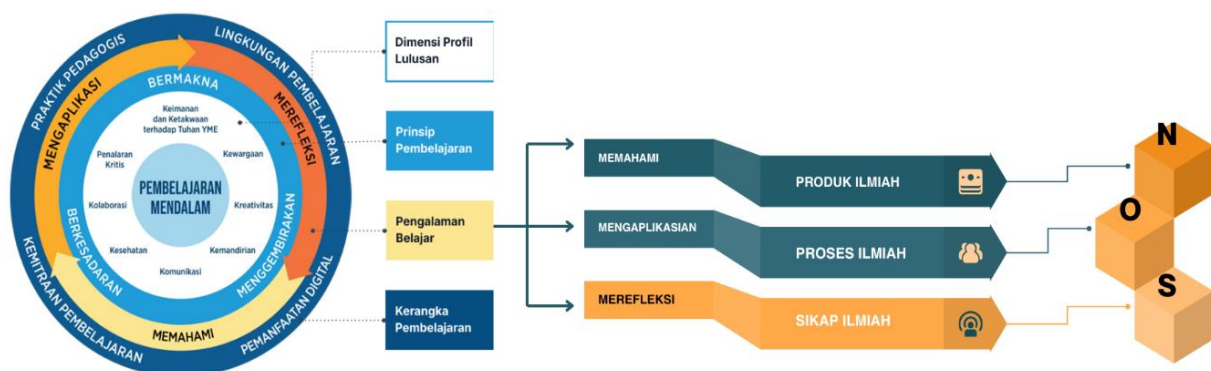 PRAKTIK PEDAGOGIS
LINGKUNGAN PEMBELAJARAN
KEMITRAAN PEMBELAJARAN
PEMANFAATAN DIGITAL
MENGAPLIKASI
MEREFLEKSI
MEMAHAMI
BERMAKNA
BERKESADARAN
MENGGEMBIRAKAN
Keimanan
dan Ketakwaan
terhadap Tuhan YME
Penalaran
Kritis
Kewargaan
Kolaborasi
Kreativitas
Kesehatan
Kemandirian
Komunikasi
PEMBELAJARAN
MENDALAM
Dimensi Profil
Lulusan
Prinsip
Pembelajaran
Pengalaman
Belajar
Kerangka
Pembelajaran
MEMAHAMI
PRODUK ILMIAH
MENGAPLIKASIAN
PROSES ILMIAH
MEREFLEKSI
SIKAP ILMIAH
N
O
S